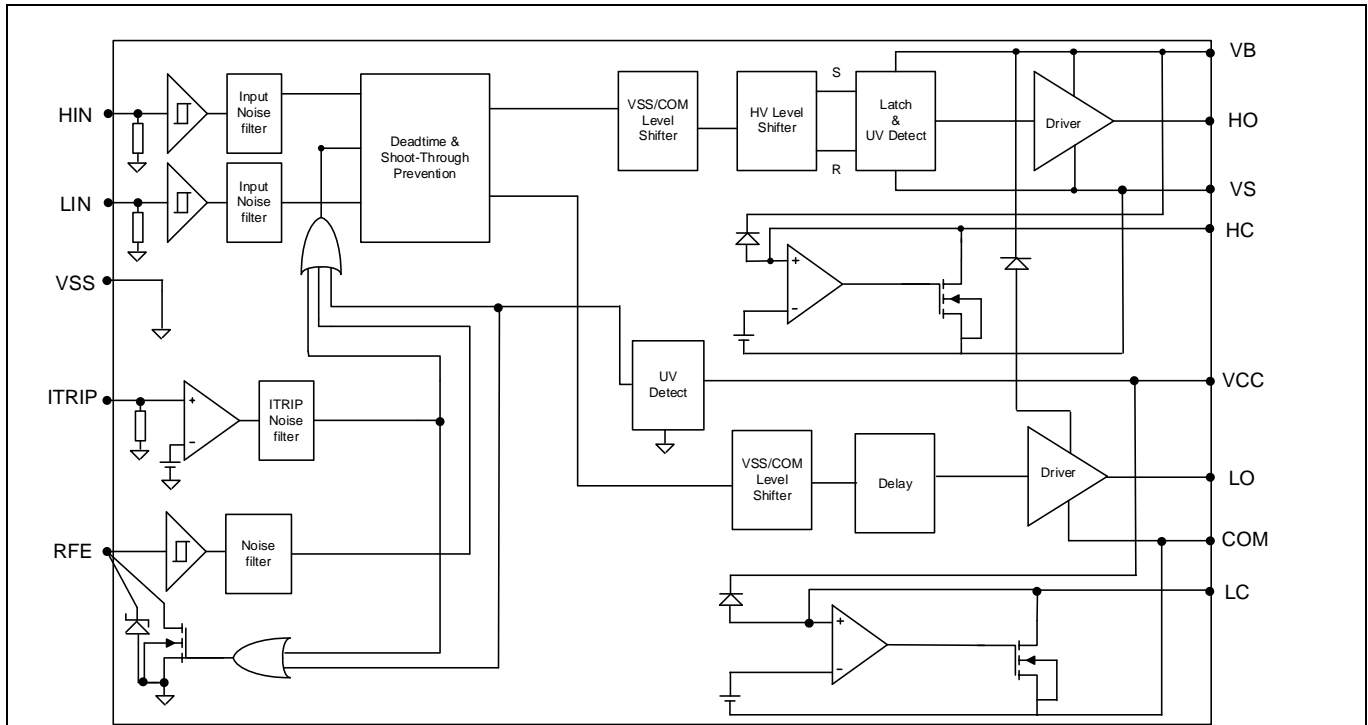 HIN
LIN
VSS
ITRIP
RFE
Input
Noise
filter
Input
Noise
filter
Deadtime &
Shoot-Through
Prevention
VSS/COM
Level
Shifter
HV Level
Shifter
S
R
Latch
&
UV Detect
Driver
VB
HO
VS
HC
+
-
UV
Detect
VCC
+
-
ITRIP
Noise
filter
VSS/COM
Level
Shifter
Delay
Driver
LO
COM
LC
Noise
filter
+
-